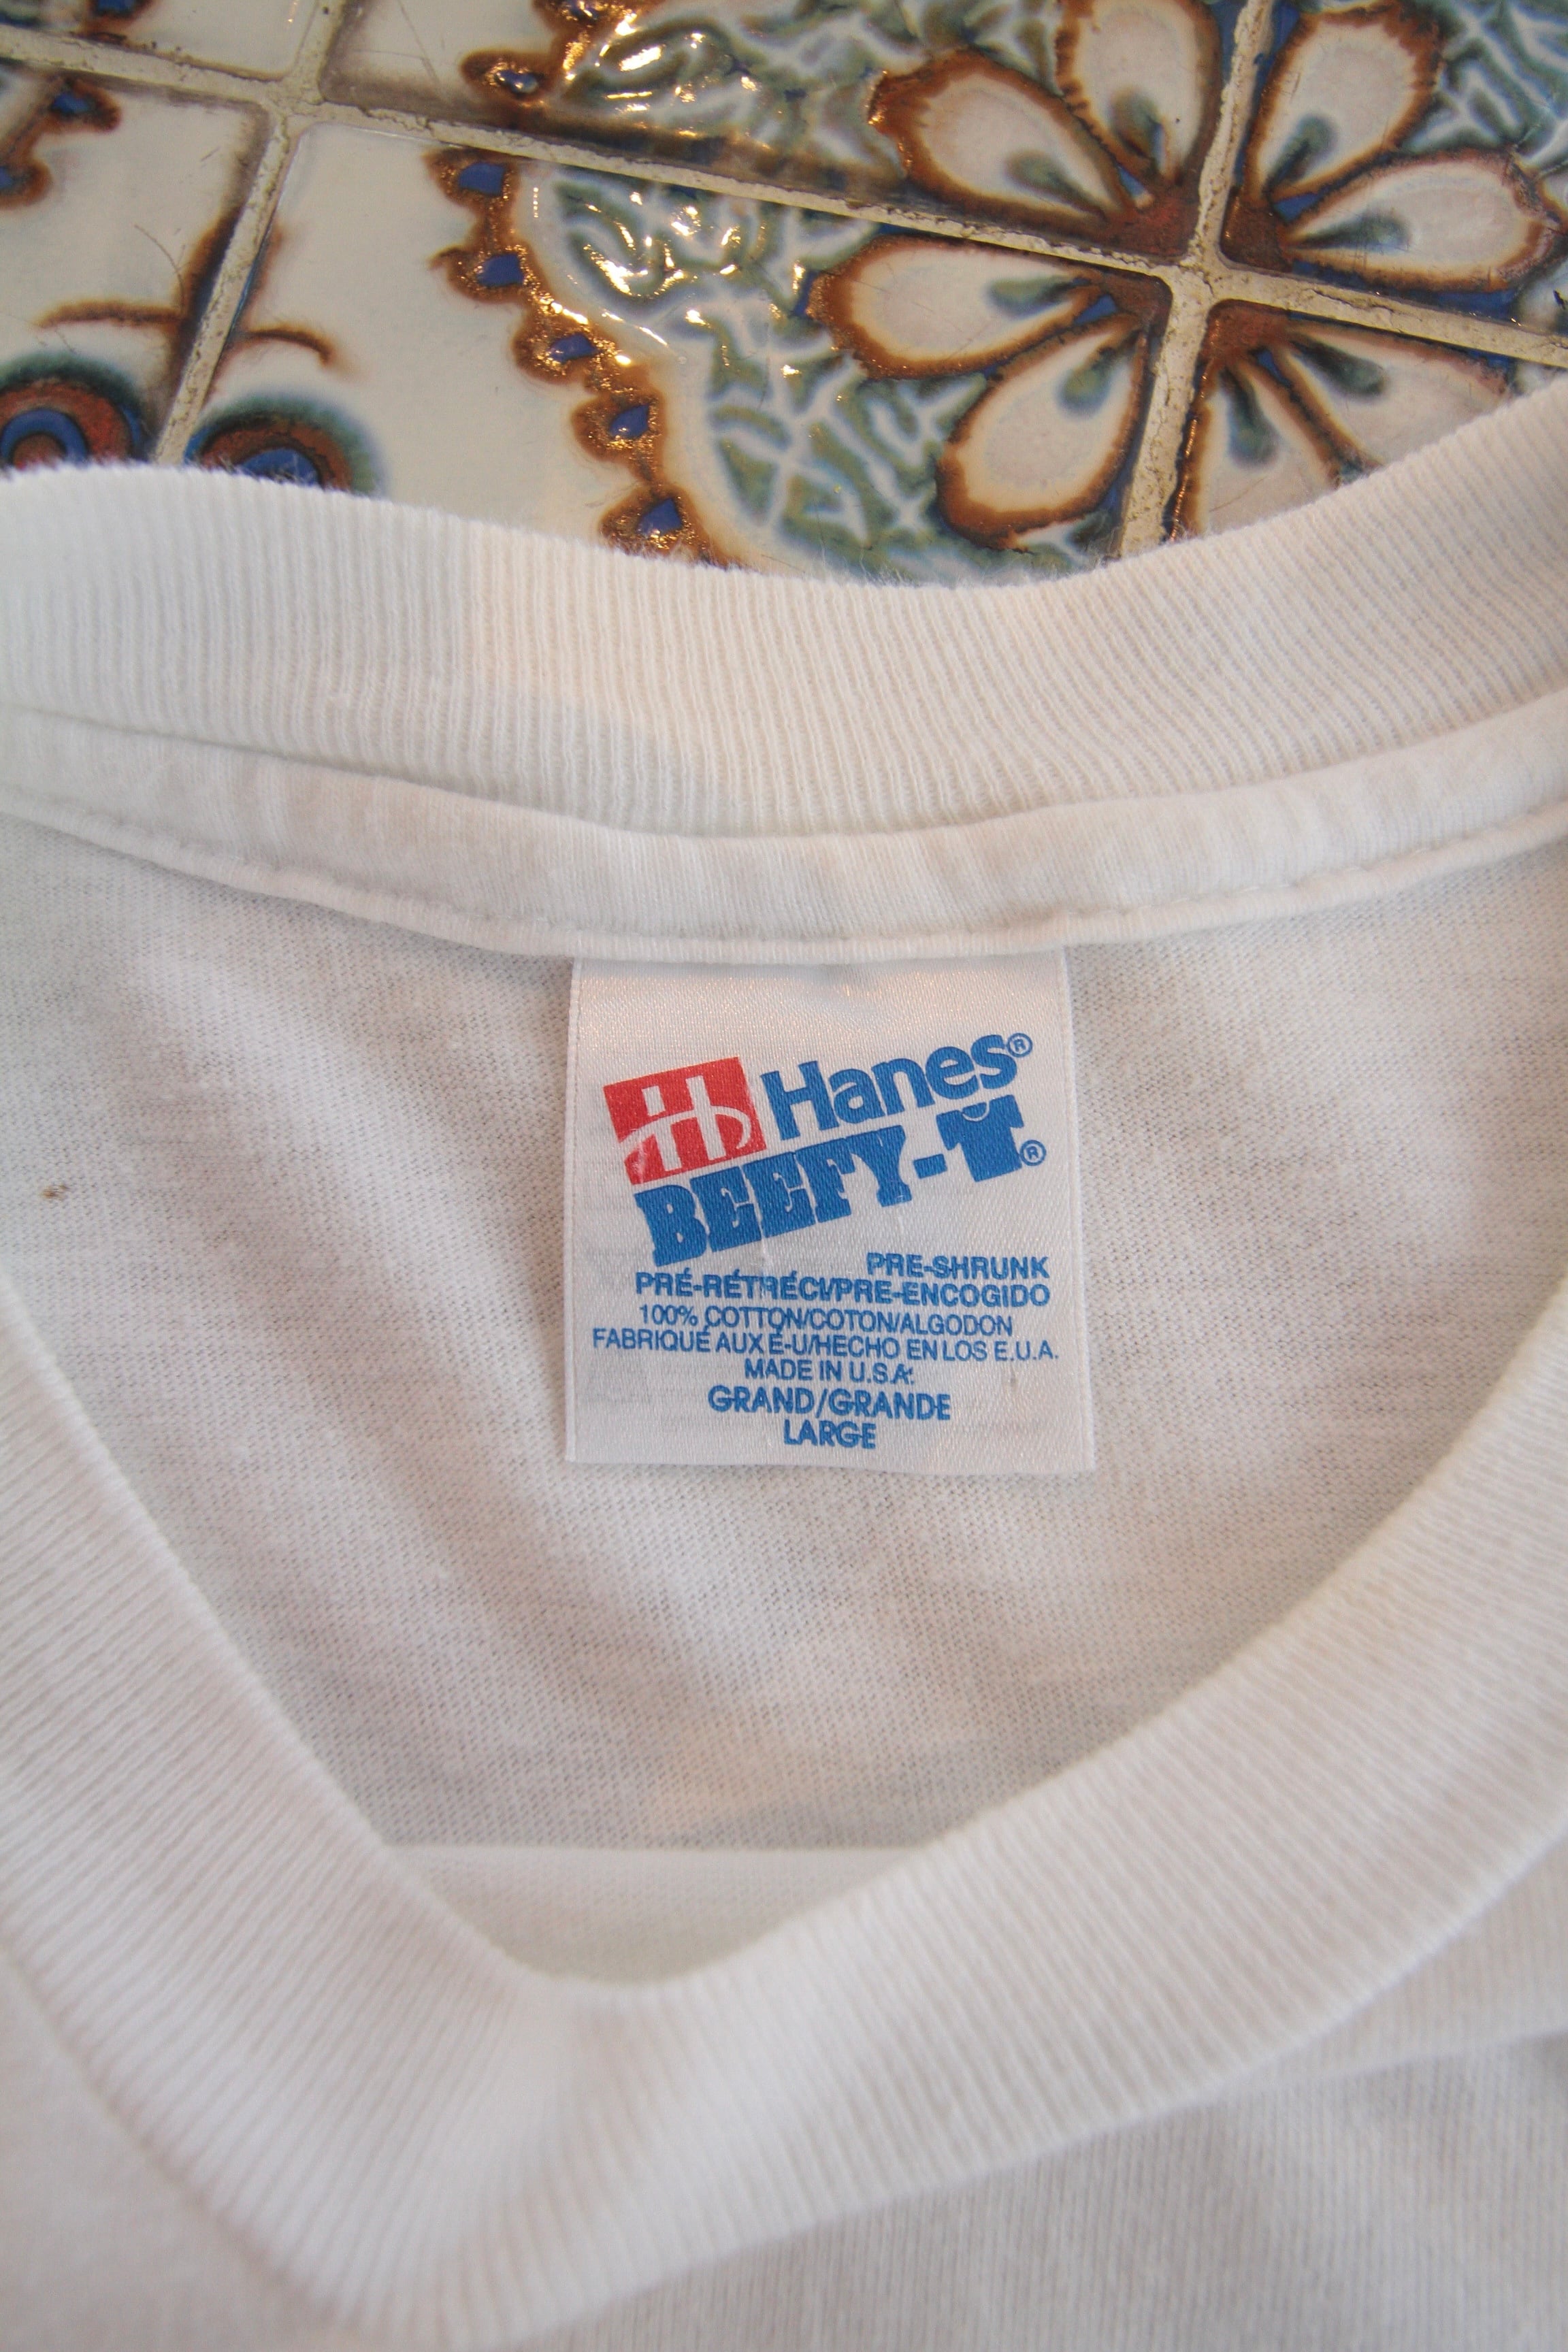 Hanes®
BEEFY-T®
PRE-SHRUNK
PRÉ-RÉTRÉCI/PRE-ENCOGIDO
100% COTTON/COTON/ALGODON
FABRIQUÉ AUX É-U/HECHO EN LOS E.U.A.
MADE IN U.S.A.
GRAND/GRANDE
LARGE